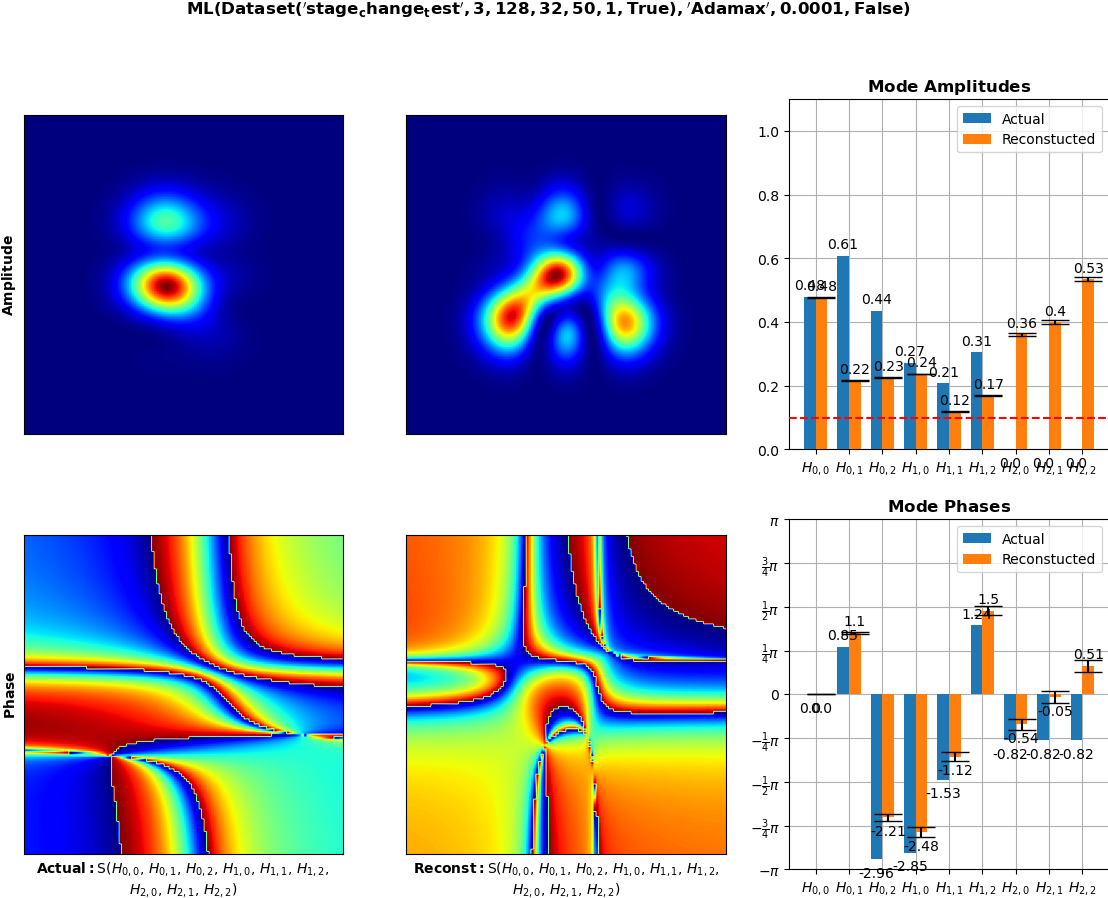 ML(Dataset('stage_change_test', 3, 128, 32, 50, 1, True), 'Adamax', 0.0001, False)
Amplitude
Mode Amplitudes
Actual
Reconstucted
1.0
0.8
0.6
0.4
0.2
0.0
0.48
0.48
0.61
0.22
0.44
0.23
0.27
0.24
0.21
0.12
0.31
0.17
0.36
0.4
0.53
0.0
0.0
0.0
H0,0 H0,1 H0,2 H1,0 H1,1 H1,2 H2,0 H2,1 H2,2
Phase
Actual: S(H0,0, H0,1, H0,2, H1,0, H1,1, H1,2,
H2,0, H2,1, H2,2)
Reconst: S(H0,0, H0,1, H0,2, H1,0, H1,1, H1,2,
H2,0, H2,1, H2,2)
Mode Phases
Actual
Reconstucted
π
3/4π
1/2π
1/4π
0
−1/4π
−1/2π
−3/4π
−π
0.0
0.0
0.85
1.1
-2.96
-2.21
-2.85
-2.48
-1.53
-1.12
1.24
1.5
-0.82
-0.54
-0.82
-0.05
-0.82
0.51
H0,0 H0,1 H0,2 H1,0 H1,1 H1,2 H2,0 H2,1 H2,2